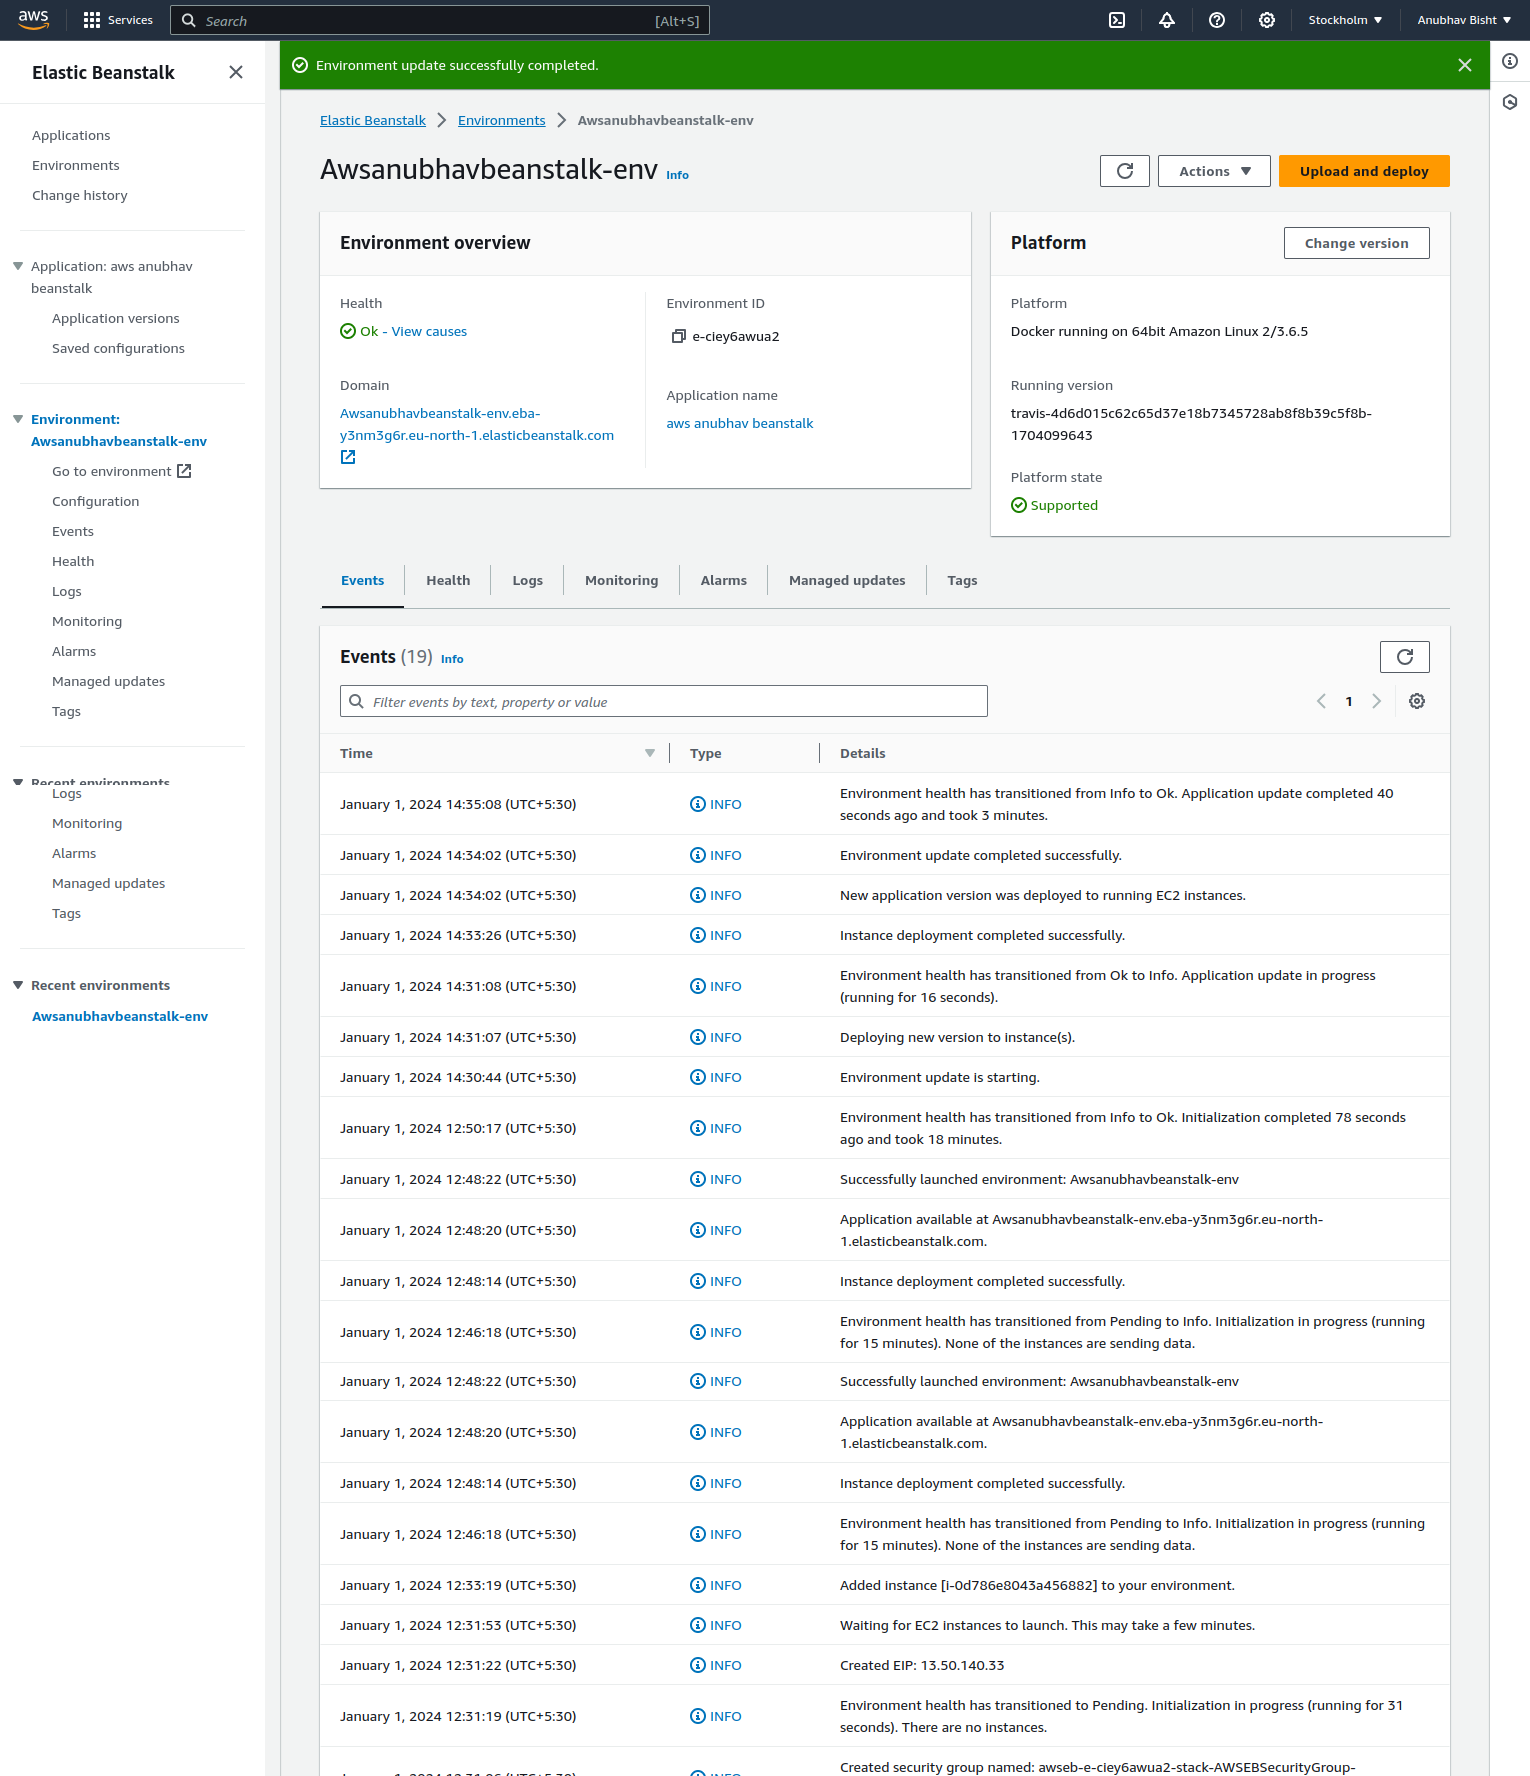 aws
Services
Search
[Alt+S]
Stockholm
Anubhav Bisht
Elastic Beanstalk
Applications
Environments
Change history
Application: aws anubhav
beanstalk
Application versions
Saved configurations
Environment:
Awsanubhavbeanstalk-env
Go to environment
Configuration
Events
Health
Logs
Monitoring
Alarms
Managed updates
Tags
Recent environments
Logs
Monitoring
Alarms
Managed updates
Tags
Recent environments
Awsanubhavbeanstalk-env
Environment update successfully completed.
Elastic Beanstalk > Environments > Awsanubhavbeanstalk-env
Awsanubhavbeanstalk-env Info
Actions
Upload and deploy
Environment overview
Health
Ok - View causes
Domain
Awsanubhavbeanstalk-env.eba-
y3nm3g6r.eu-north-1.elasticbeanstalk.com
Environment ID
e-ciey6awua2
Application name
aws anubhav beanstalk
Platform
Change version
Platform
Docker running on 64bit Amazon Linux 2/3.6.5
Running version
travis-4d6d015c62c65d37e18b7345728ab8f8b39c5f8b-
1704099643
Platform state
Supported
Events
Health
Logs
Monitoring
Alarms
Managed updates
Tags
Events (19) Info
Filter events by text, property or value
1
Time Type Details
January 1, 2024 14:35:08 (UTC+5:30) INFO Environment health has transitioned from Info to Ok. Application update completed 40
seconds ago and took 3 minutes.
January 1, 2024 14:34:02 (UTC+5:30) INFO Environment update completed successfully.
January 1, 2024 14:34:02 (UTC+5:30) INFO New application version was deployed to running EC2 instances.
January 1, 2024 14:33:26 (UTC+5:30) INFO Instance deployment completed successfully.
January 1, 2024 14:31:08 (UTC+5:30) INFO Environment health has transitioned from Ok to Info. Application update in progress
(running for 16 seconds).
January 1, 2024 14:31:07 (UTC+5:30) INFO Deploying new version to instance(s).
January 1, 2024 14:30:44 (UTC+5:30) INFO Environment update is starting.
January 1, 2024 12:50:17 (UTC+5:30) INFO Environment health has transitioned from Info to Ok. Initialization completed 78 seconds
ago and took 18 minutes.
January 1, 2024 12:48:22 (UTC+5:30) INFO Successfully launched environment: Awsanubhavbeanstalk-env
January 1, 2024 12:48:20 (UTC+5:30) INFO Application available at Awsanubhavbeanstalk-env.eba-y3nm3g6r.eu-north-
1.elasticbeanstalk.com.
January 1, 2024 12:48:14 (UTC+5:30) INFO Instance deployment completed successfully.
January 1, 2024 12:46:18 (UTC+5:30) INFO Environment health has transitioned from Pending to Info. Initialization in progress (running
for 15 minutes). None of the instances are sending data.
January 1, 2024 12:48:22 (UTC+5:30) INFO Successfully launched environment: Awsanubhavbeanstalk-env
January 1, 2024 12:48:20 (UTC+5:30) INFO Application available at Awsanubhavbeanstalk-env.eba-y3nm3g6r.eu-north-
1.elasticbeanstalk.com.
January 1, 2024 12:48:14 (UTC+5:30) INFO Instance deployment completed successfully.
January 1, 2024 12:46:18 (UTC+5:30) INFO Environment health has transitioned from Pending to Info. Initialization in progress (running
for 15 minutes). None of the instances are sending data.
January 1, 2024 12:33:19 (UTC+5:30) INFO Added instance [i-0d786e8043a456882] to your environment.
January 1, 2024 12:31:53 (UTC+5:30) INFO Waiting for EC2 instances to launch. This may take a few minutes.
January 1, 2024 12:31:22 (UTC+5:30) INFO Created EIP: 13.50.140.33
January 1, 2024 12:31:19 (UTC+5:30) INFO Environment health has transitioned to Pending. Initialization in progress (running for 31
seconds). There are no instances.
Created security group named: awseb-e-ciey6awua2-stack-AWSEBSecurityGroup-